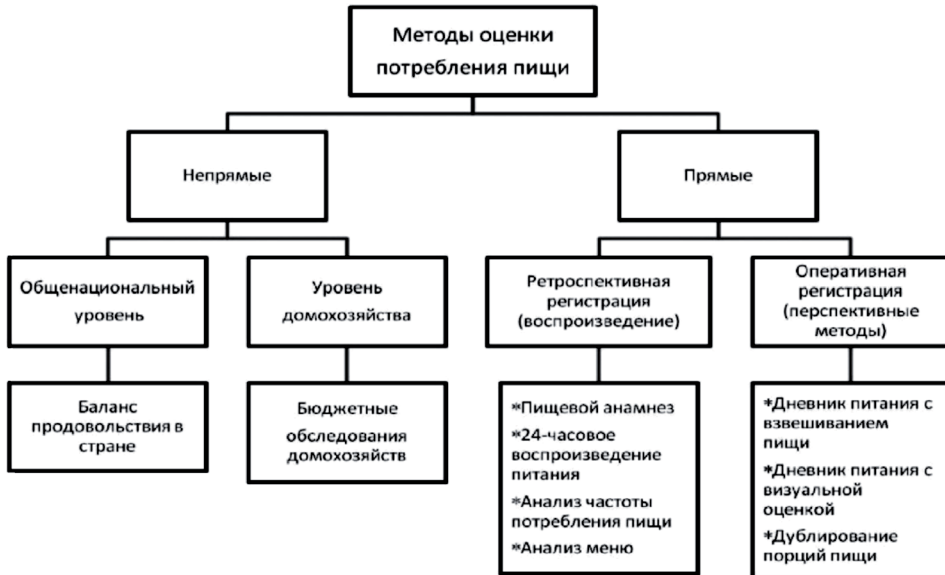 Методы оценки
потребления пищи
Непрямые
Прямые
Общенациональный
уровень
Уровень
домохозяйства
Ретроспективная
регистрация
(воспроизведение)
Оперативная
регистрация
(перспективные
методы)
Баланс
продовольствия в
стране
Бюджетные
обследования
домохозяйств
*Пищевой анамнез
*24-часовое
воспроизведение
питания
*Анализ частоты
потребления пищи
*Анализ меню
*Дневник питания с
взвешиванием
пищи
*Дневник питания с
визуальной
оценкой
*Дублирование
порций пищи